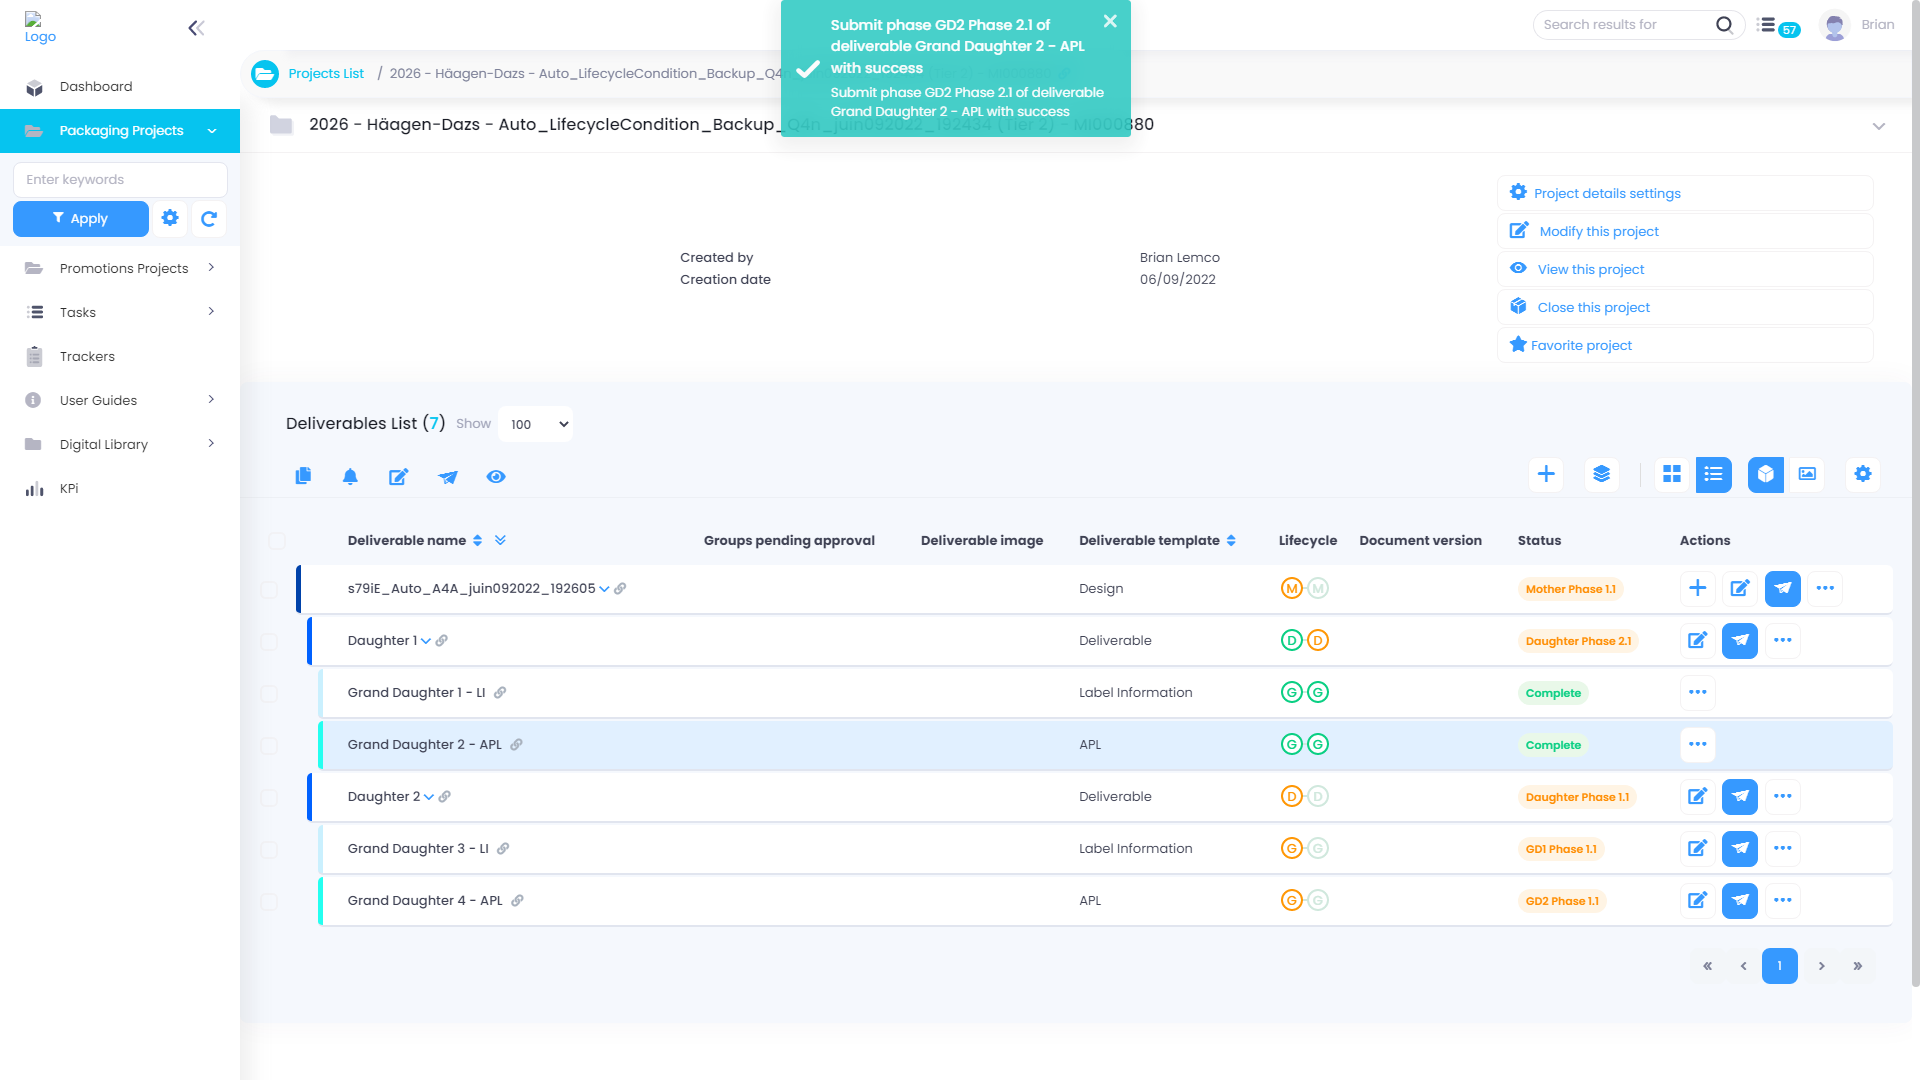 Logo
Submit phase GD2 Phase 2.1 of
deliverable Grand Daughter 2 - APL
with success
Submit phase GD2 Phase 2.1 of deliverable
Grand Daughter 2 - APL with success
Search results for
57
Brian
Dashboard
Packaging Projects
Enter keywords
Apply
Promotions Projects
Tasks
Trackers
User Guides
Digital Library
KPi
Projects List / 2026 - Häagen-Dazs - Auto_LifecycleCondition_Backup_Q4n
2026 - Häagen-Dazs - Auto_LifecycleCondition_Backup_Q4n_juin092022_192434 (Tier 2) - MI000880
Project details settings
Modify this project
View this project
Close this project
Favorite project
Created by Brian Lemco
Creation date 06/09/2022
Deliverables List (7) Show 100
Deliverable name Groups pending approval Deliverable image Deliverable template Lifecycle Document version Status Actions
s79iE_Auto_A4A_juin092022_192605 Design M M Mother Phase 1.1
Daughter 1 Deliverable D D Daughter Phase 2.1
Grand Daughter 1 - LI Label Information G G Complete
Grand Daughter 2 - APL APL G G Complete
Daughter 2 Deliverable D D Daughter Phase 1.1
Grand Daughter 3 - LI Label Information G G GD1 Phase 1.1
Grand Daughter 4 - APL APL G G GD2 Phase 1.1
« ‹ 1 › »